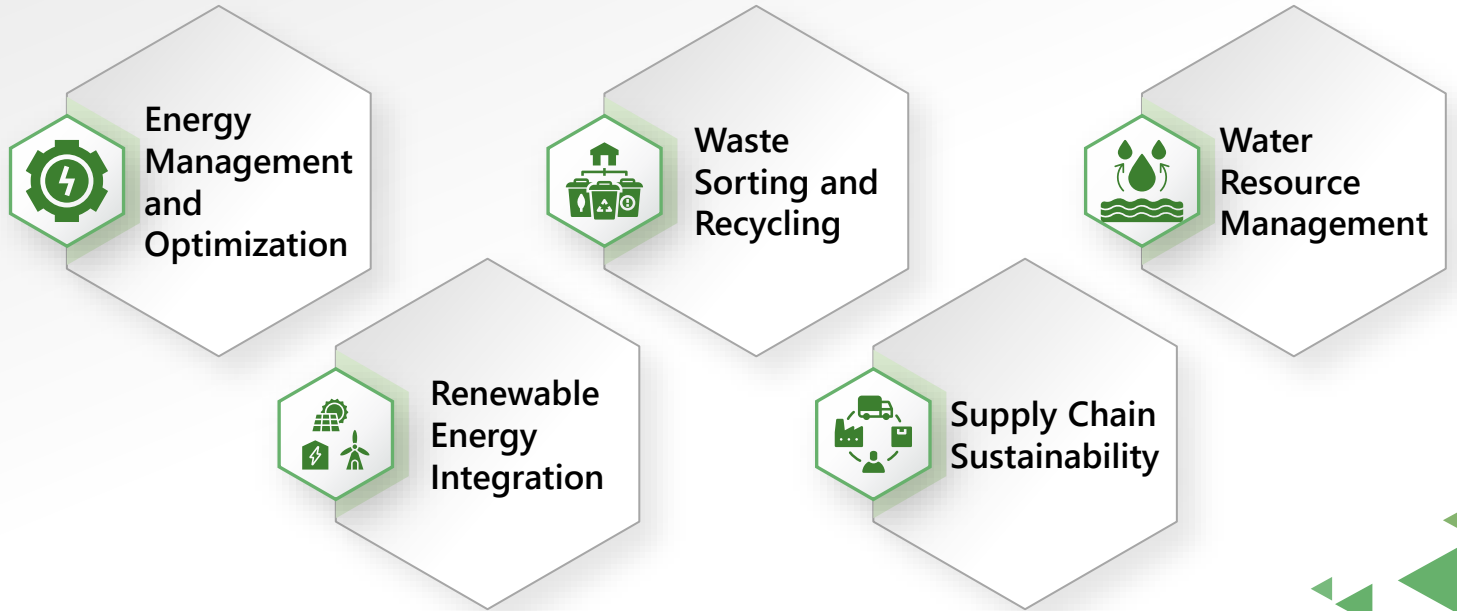 Energy
Management
and
Optimization
Waste
Sorting and
Recycling
Water
Resource
Management
Renewable
Energy
Integration
Supply Chain
Sustainability